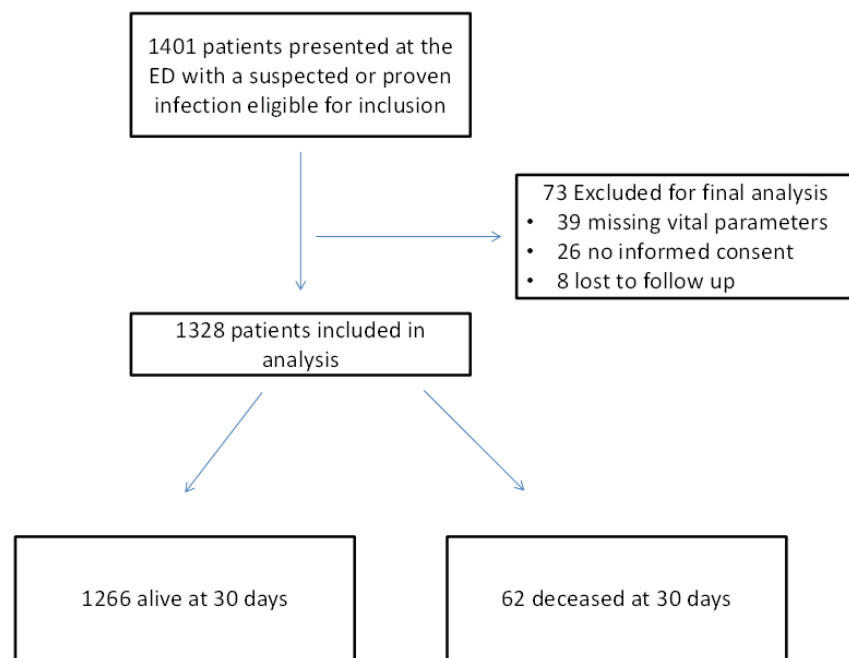 1401 patients presented at the
ED with a suspected or proven
infection eligible for inclusion
73 Excluded for final analysis
• 39 missing vital parameters
• 26 no informed consent
• 8 lost to follow up
1328 patients included in
analysis
1266 alive at 30 days
62 deceased at 30 days